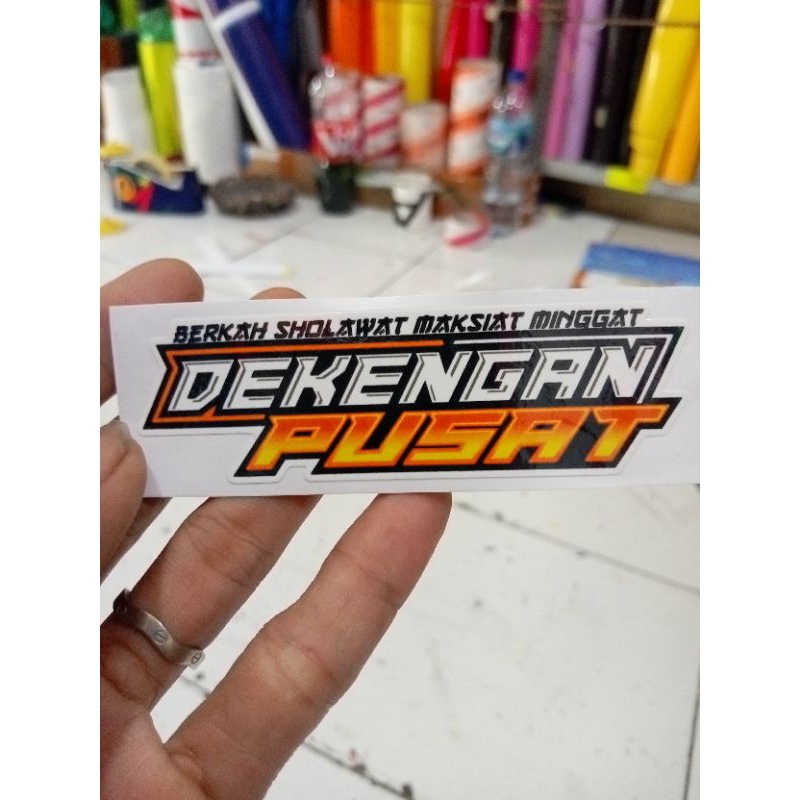 BERKAH SHOLAWAT MAKSIAT MINGGAT
DEKENGAN
PUSAT